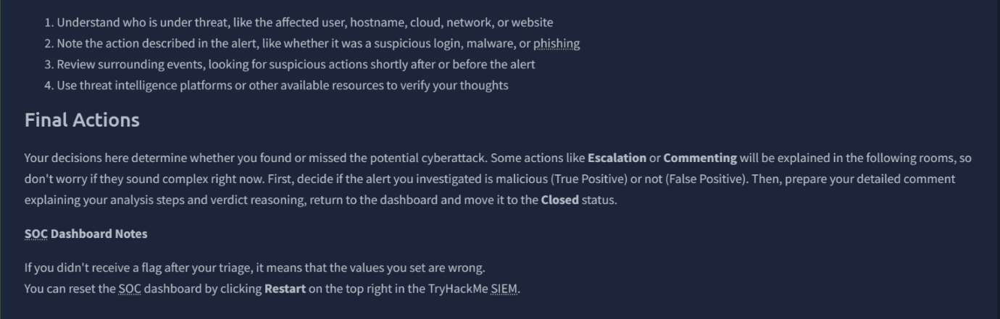 1. Understand who is under threat, like the affected user, hostname, cloud, network, or website
2. Note the action described in the alert, like whether it was a suspicious login, malware, or phishing
3. Review surrounding events, looking for suspicious actions shortly after or before the alert
4. Use threat intelligence platforms or other available resources to verify your thoughts
Final Actions
Your decisions here determine whether you found or missed the potential cyberattack. Some actions like Escalation or Commenting will be explained in the following rooms, so
don't worry if they sound complex right now. First, decide if the alert you investigated is malicious (True Positive) or not (False Positive). Then, prepare your detailed comment
explaining your analysis steps and verdict reasoning, return to the dashboard and move it to the Closed status.
SOC Dashboard Notes
If you didn't receive a flag after your triage, it means that the values you set are wrong.
You can reset the SOC dashboard by clicking Restart on the top right in the TryHackMe SIEM.